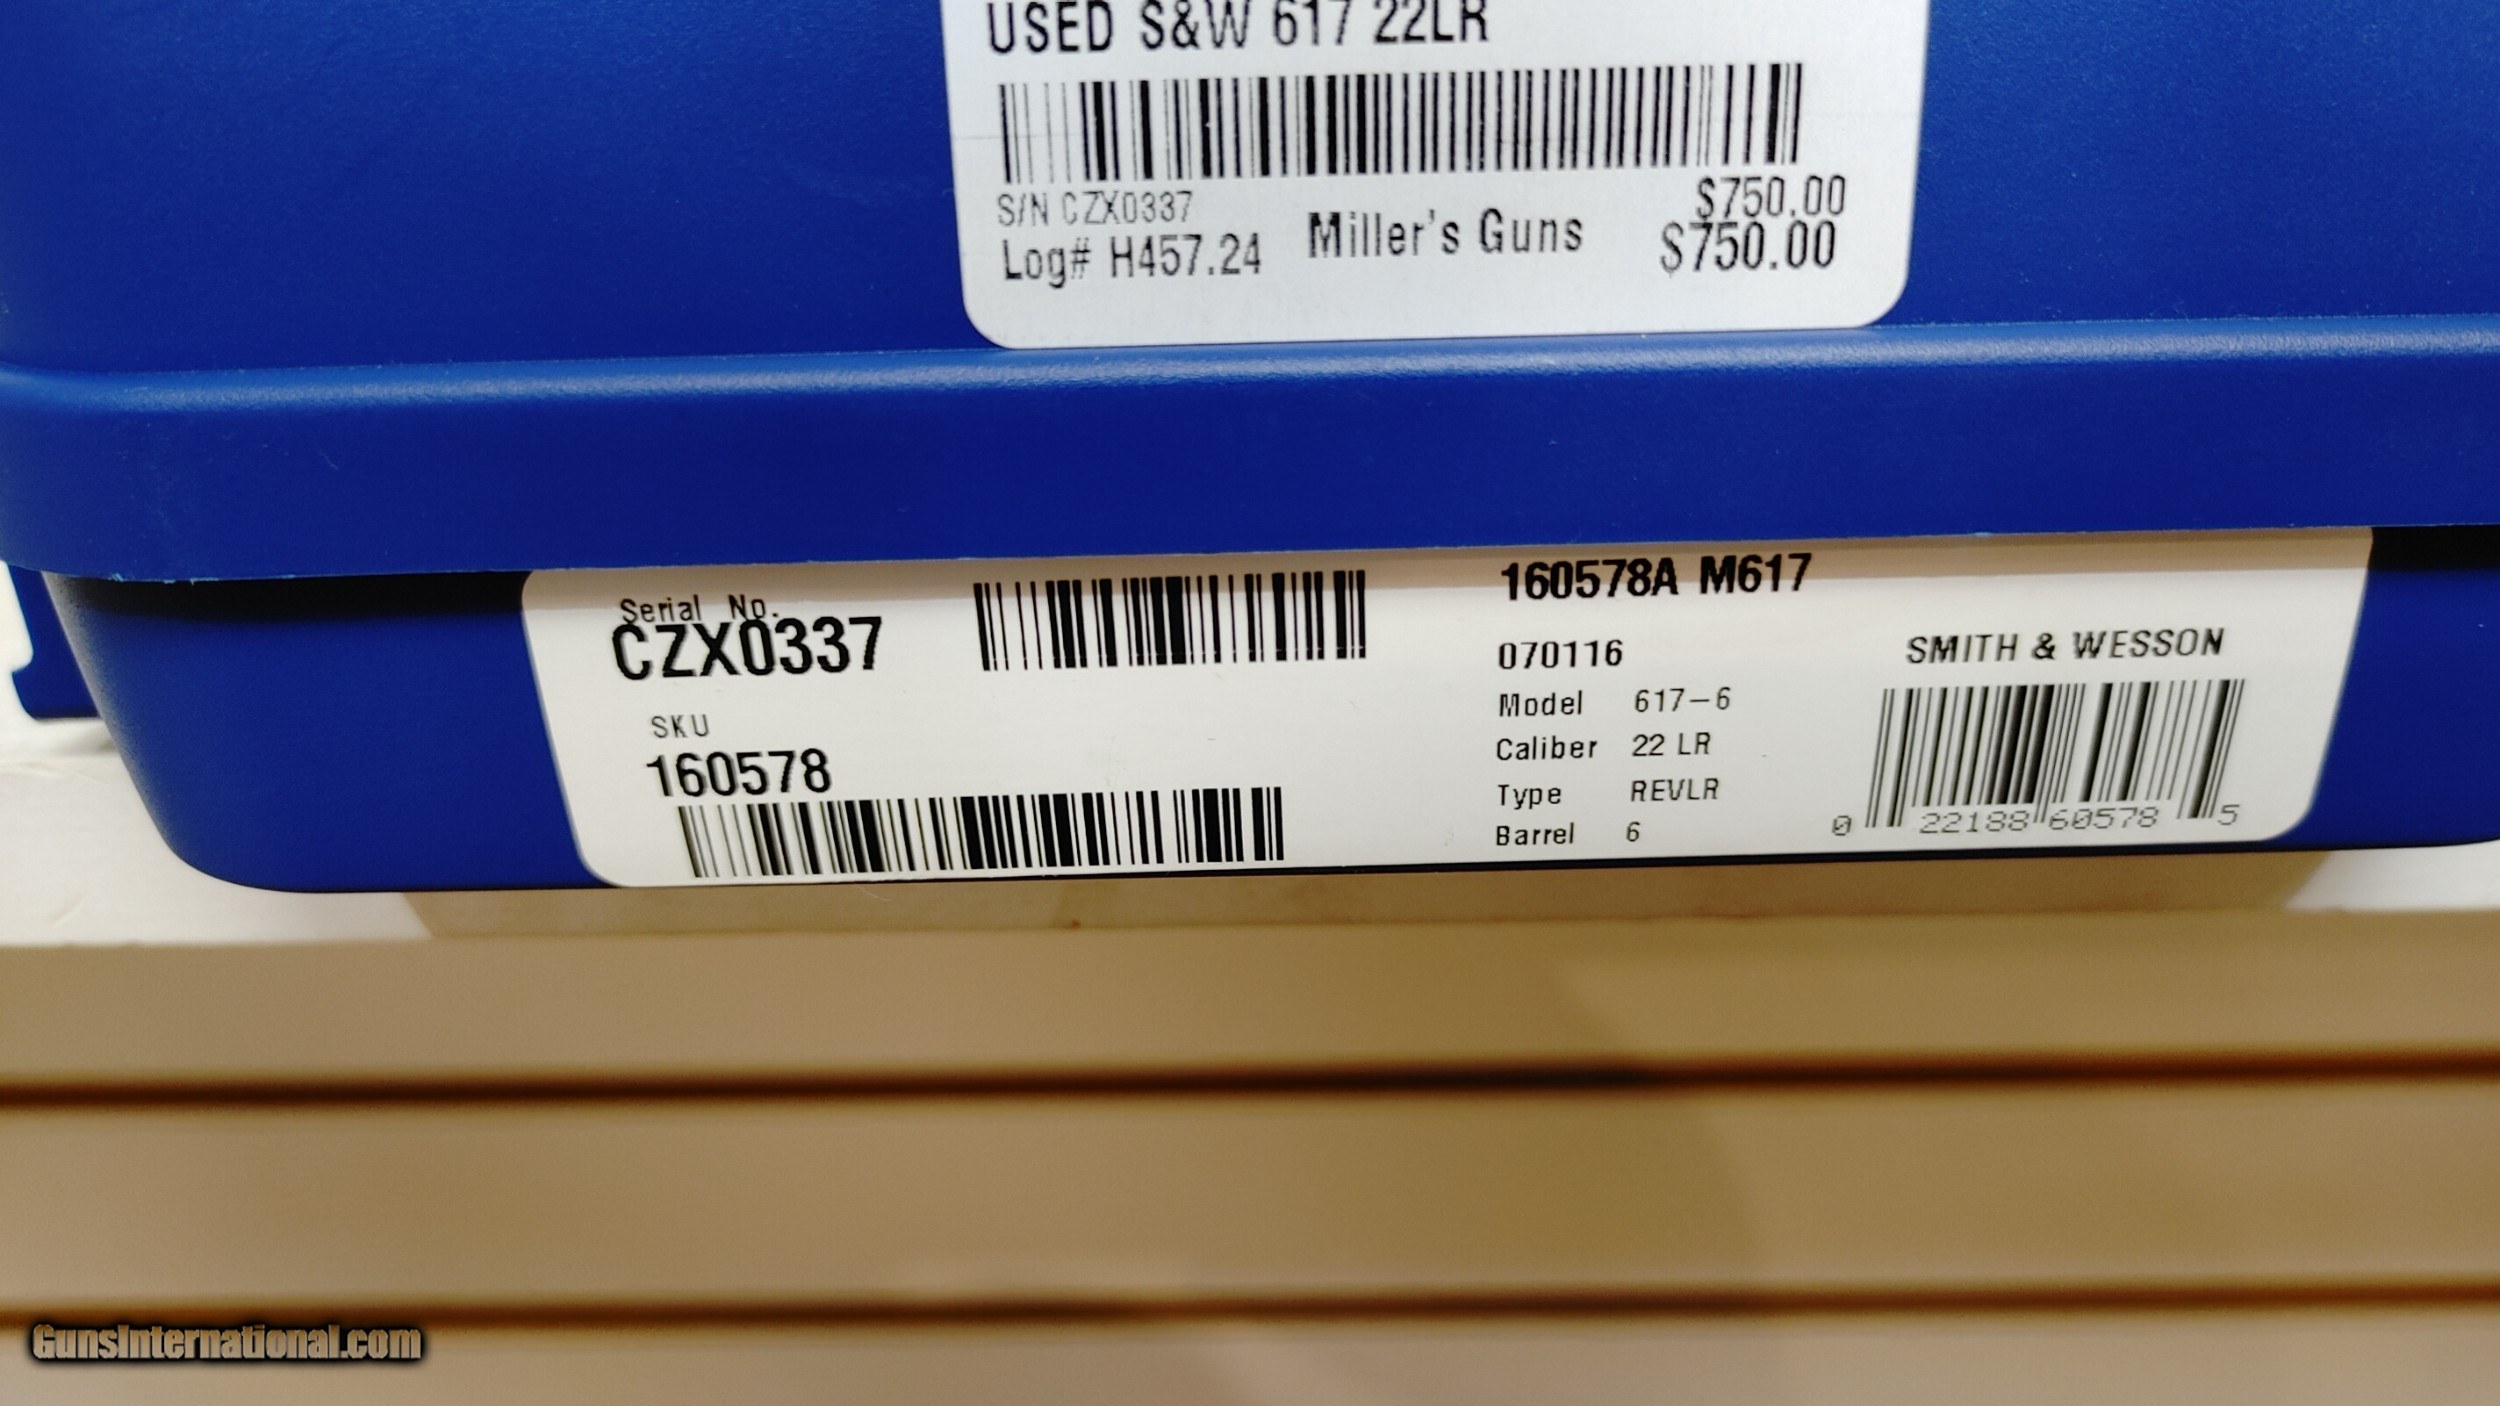 USED S&W 617 22LR
S/N CZX0337
Log# H457.24
Miller's Guns
$750.00
$750.00
Serial No.
CZX0337
SKU
160578
160578A M617
070116
Model 617-6
Caliber 22 LR
Type REVLR
Barrel 6
SMITH & WESSON
0 22188 60578 5
GunsInternational.com